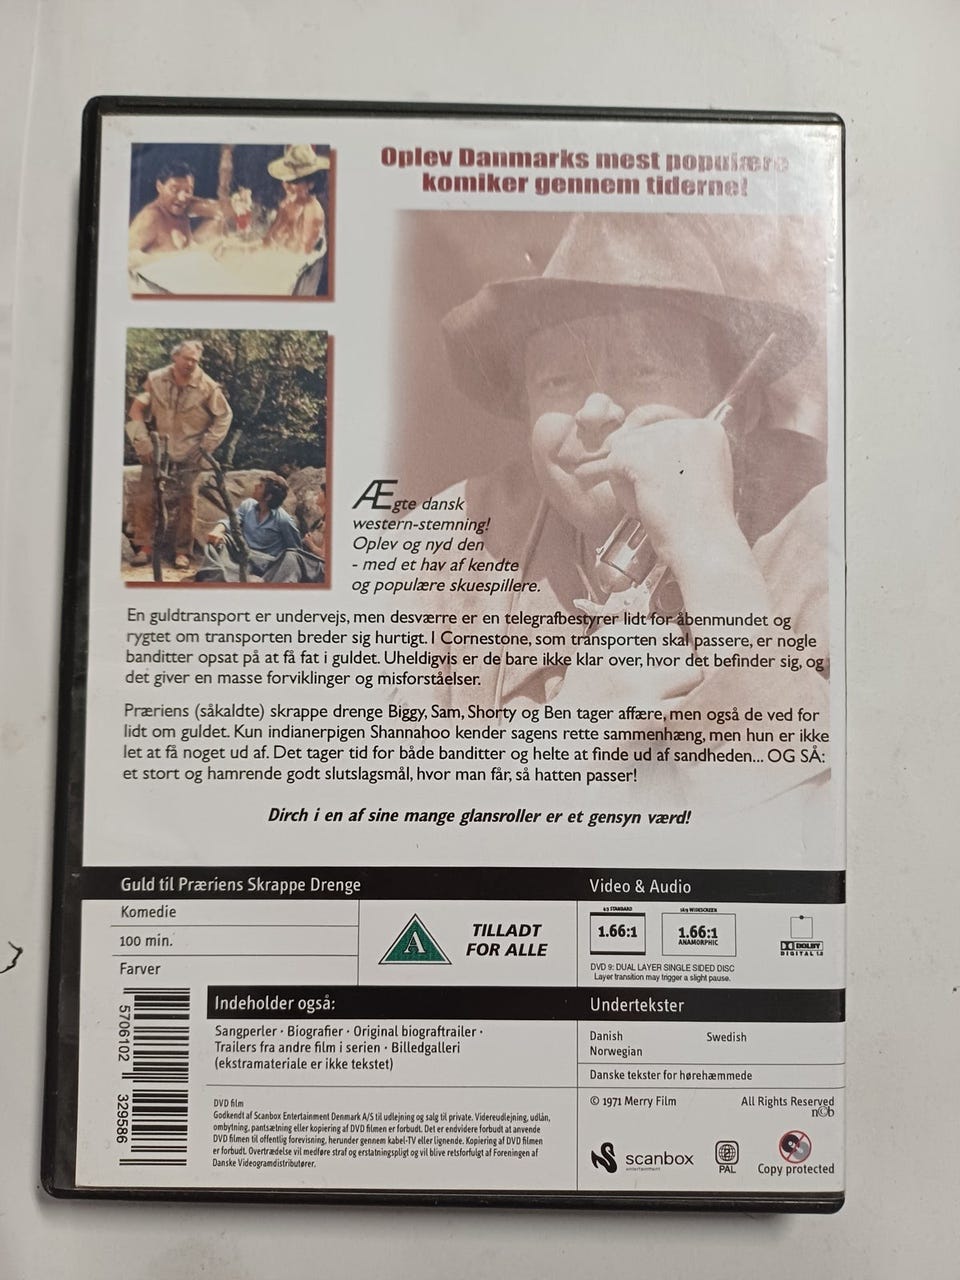 Oplev Danmarks mest populære
komiker gennem tiderne!
Ægte dansk
western-stemning!
Oplev og nyd den
- med et hav af kendte
og populære skuespillere.
En guldtransport er undervejs, men desværre er en telegrafbestyrer lidt for åbenmundet og
rygtet om transporten breder sig hurtigt. I Cornestone, som transporten skal passere, er nogle
banditter opsat på at få fat i guldet. Uheldigvis er de bare ikke klar over, hvor det befinder sig, og
det giver en masse forviklinger og misforståelser.
Præriens (såkaldte) skrappe drenge Biggy, Sam, Shorty og Ben tager affære, men også de ved for
lidt om guldet. Kun indianerpigen Shannahoo kender sagens rette sammenhæng, men hun er ikke
let at få noget ud af. Det tager tid for både banditter og helte at finde ud af sandheden... OG SÅ:
et stort og hamrende godt slutslagsmål, hvor man får, så hatten passer!
Dirch i en af sine mange glansroller er et gensyn værd!
Guld til Præriens Skrappe Drenge
Komedie
100 min.
Farver
A
TILLADT
FOR ALLE
Video & Audio
4:3 STANDARD
1.66:1
16:9 WIDESCREEN
1.66:1
ANAMORPHIC
DOLBY
DIGITAL 1.0
DVD 9: DUAL LAYER SINGLE SIDED DISC
Layer transition may trigger a slight pause.
5706102 329586
Indeholder også:
Sangperler · Biografier · Original biograftrailer ·
Trailers fra andre film i serien · Billedgalleri
(ekstramateriale er ikke tekstet)
DVD film
Godkendt af Scanbox Entertainment Denmark A/S til udlejning og salg til private. Videreudlejning, udlån,
ombytning, pantsætning eller kopiering af DVD filmen er forbudt. Det er endvidere forbudt at anvende
DVD filmen til offentlig forevisning, herunder gennem kabel-TV eller lignende. Kopiering af DVD filmen
er forbudt. Overtrædelse vil medføre straf og erstatningspligt og vil blive retsforfulgt af Foreningen af
Danske Videogramdistributører.
Undertekster
Danish Swedish
Norwegian
Danske tekster for hørehæmmede
© 1971 Merry Film All Rights Reserved
n©b
scanbox
entertainment
PAL
Copy protected